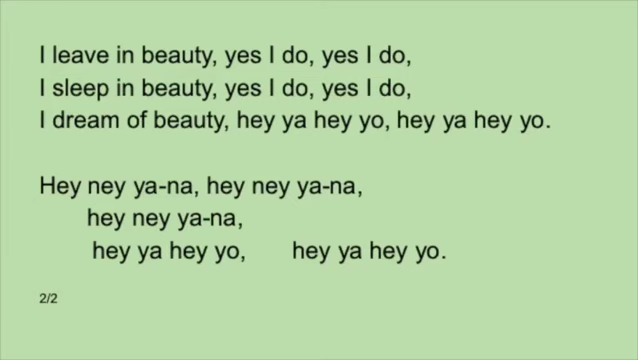 I leave in beauty, yes I do, yes I do,
I sleep in beauty, yes I do, yes I do,
I dream of beauty, hey ya hey yo, hey ya hey yo.
Hey ney ya-na, hey ney ya-na,
hey ney ya-na,
hey ya hey yo, hey ya hey yo.
2/2